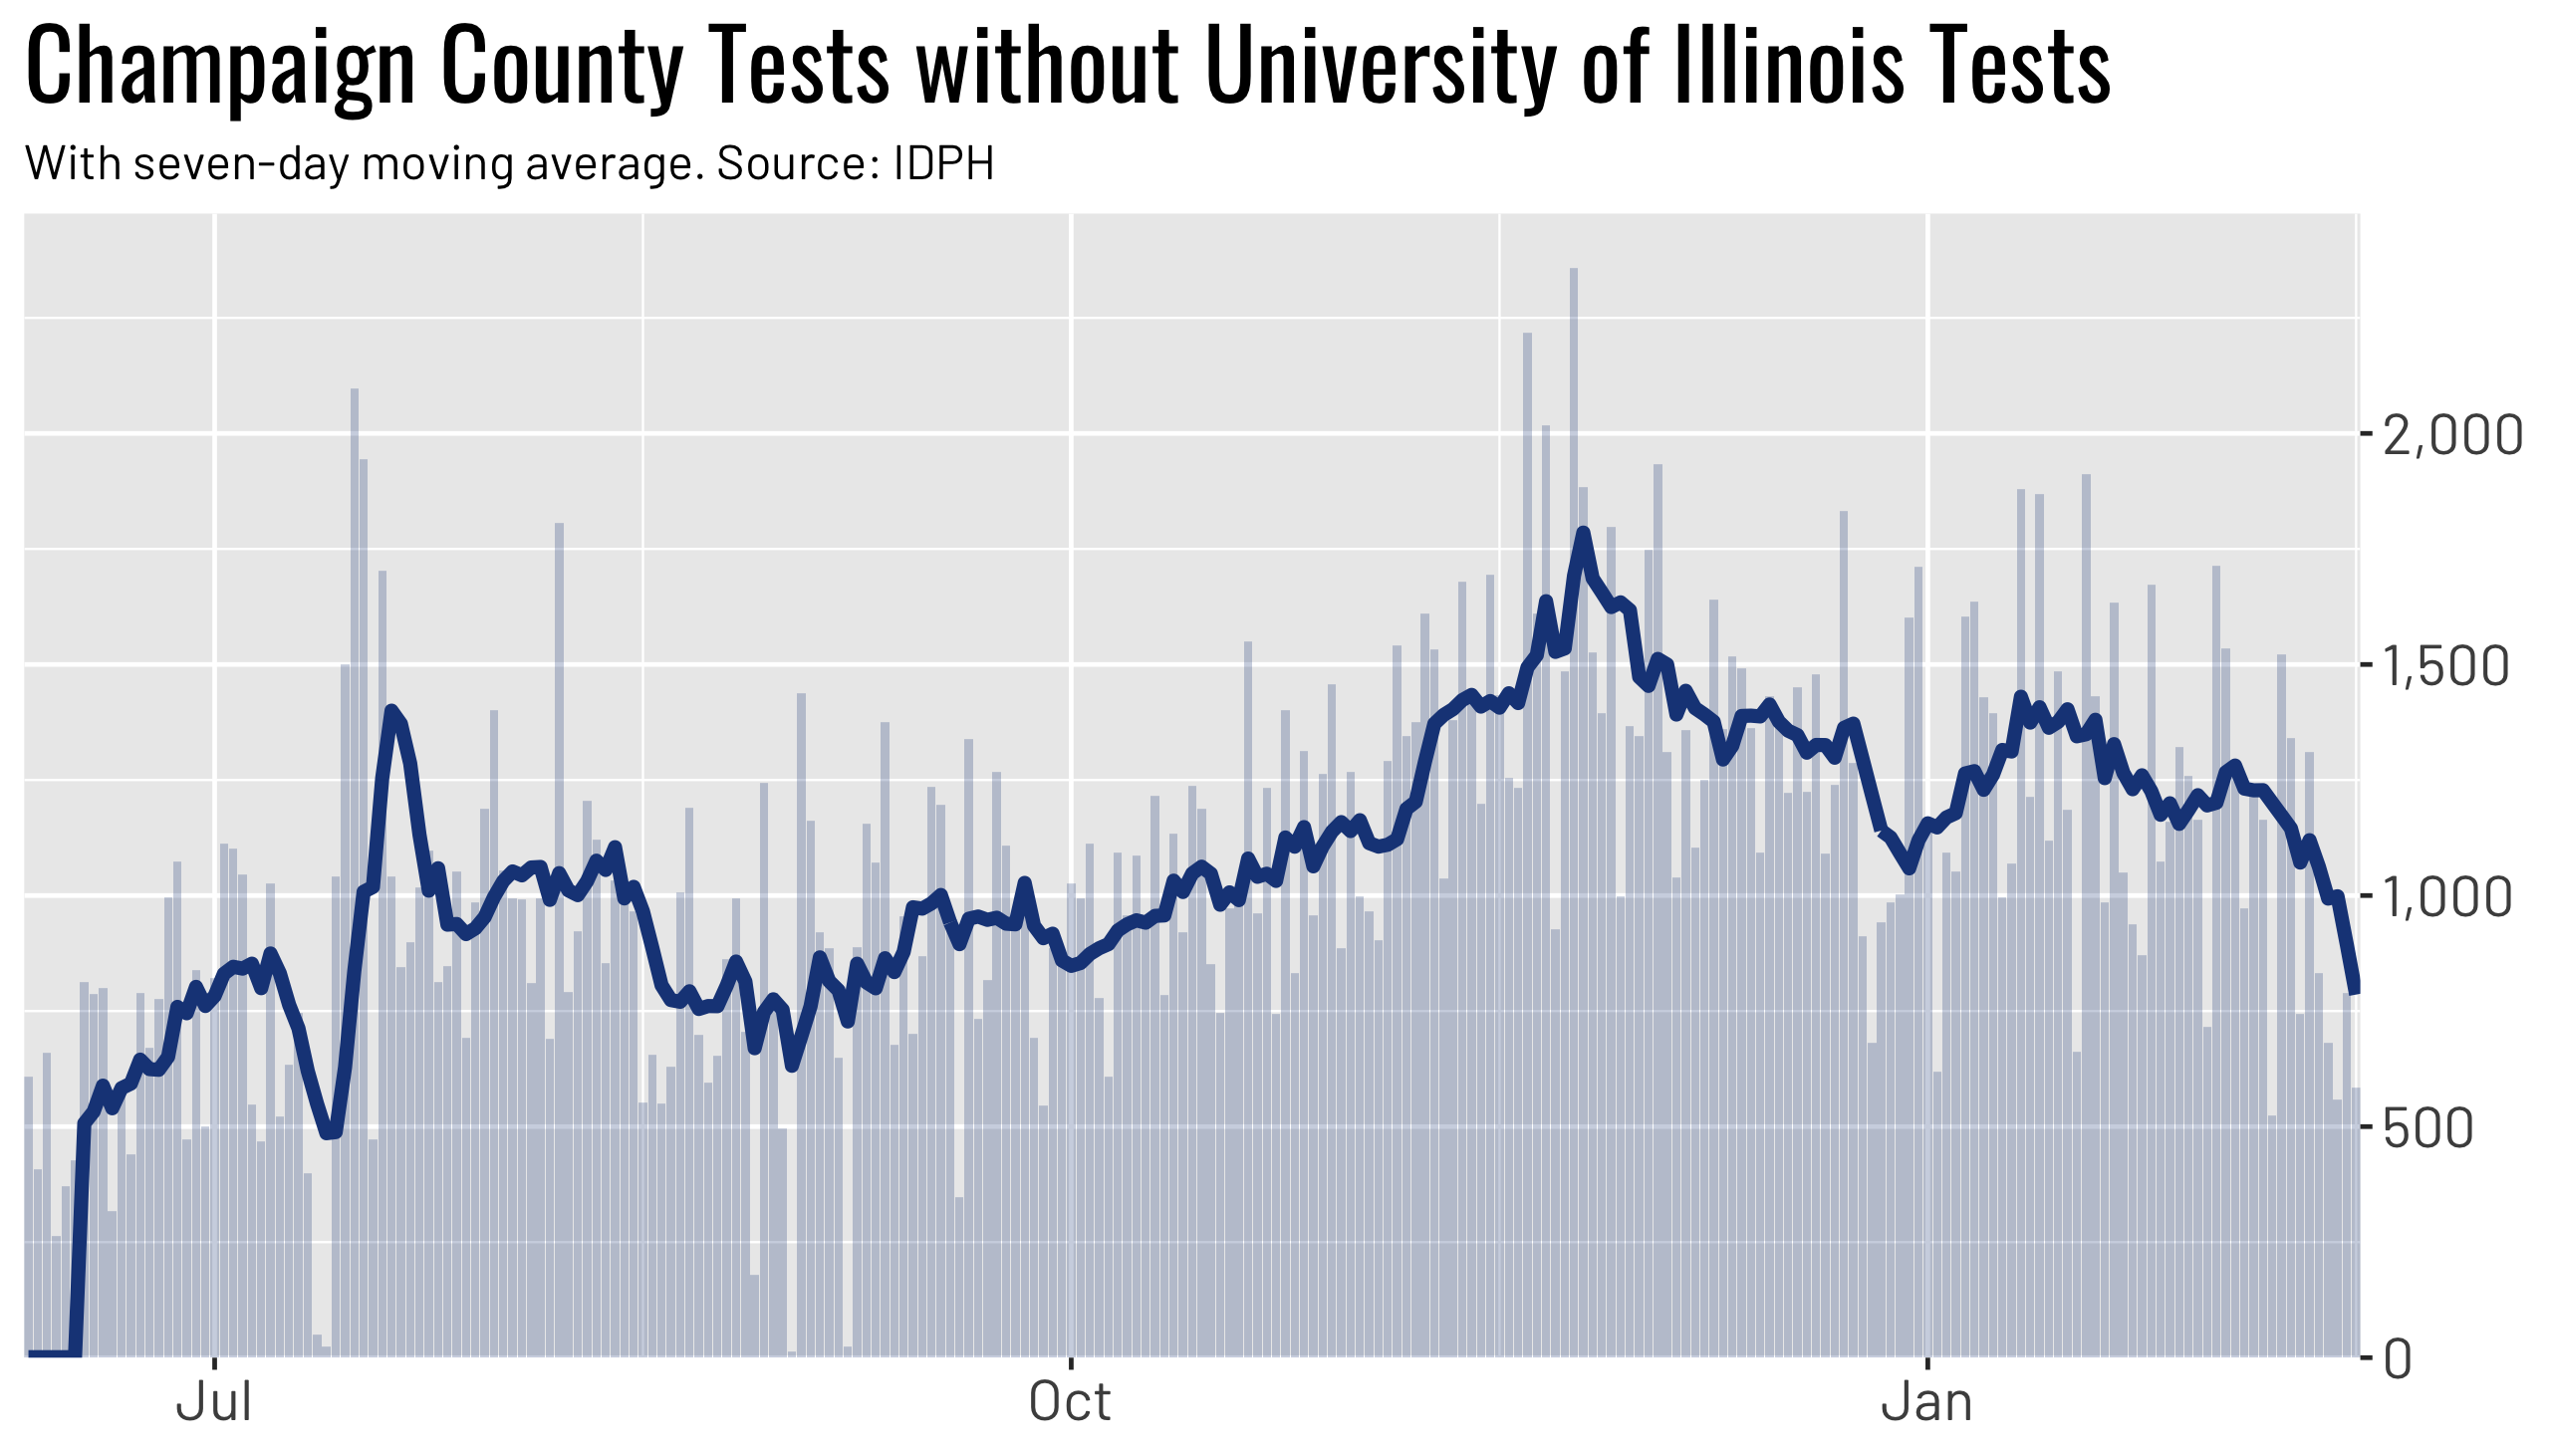 Champaign County Tests without University of Illinois Tests
With seven-day moving average. Source: IDPH
2,000
1,500
1,000
500
0
Jul Oct Jan